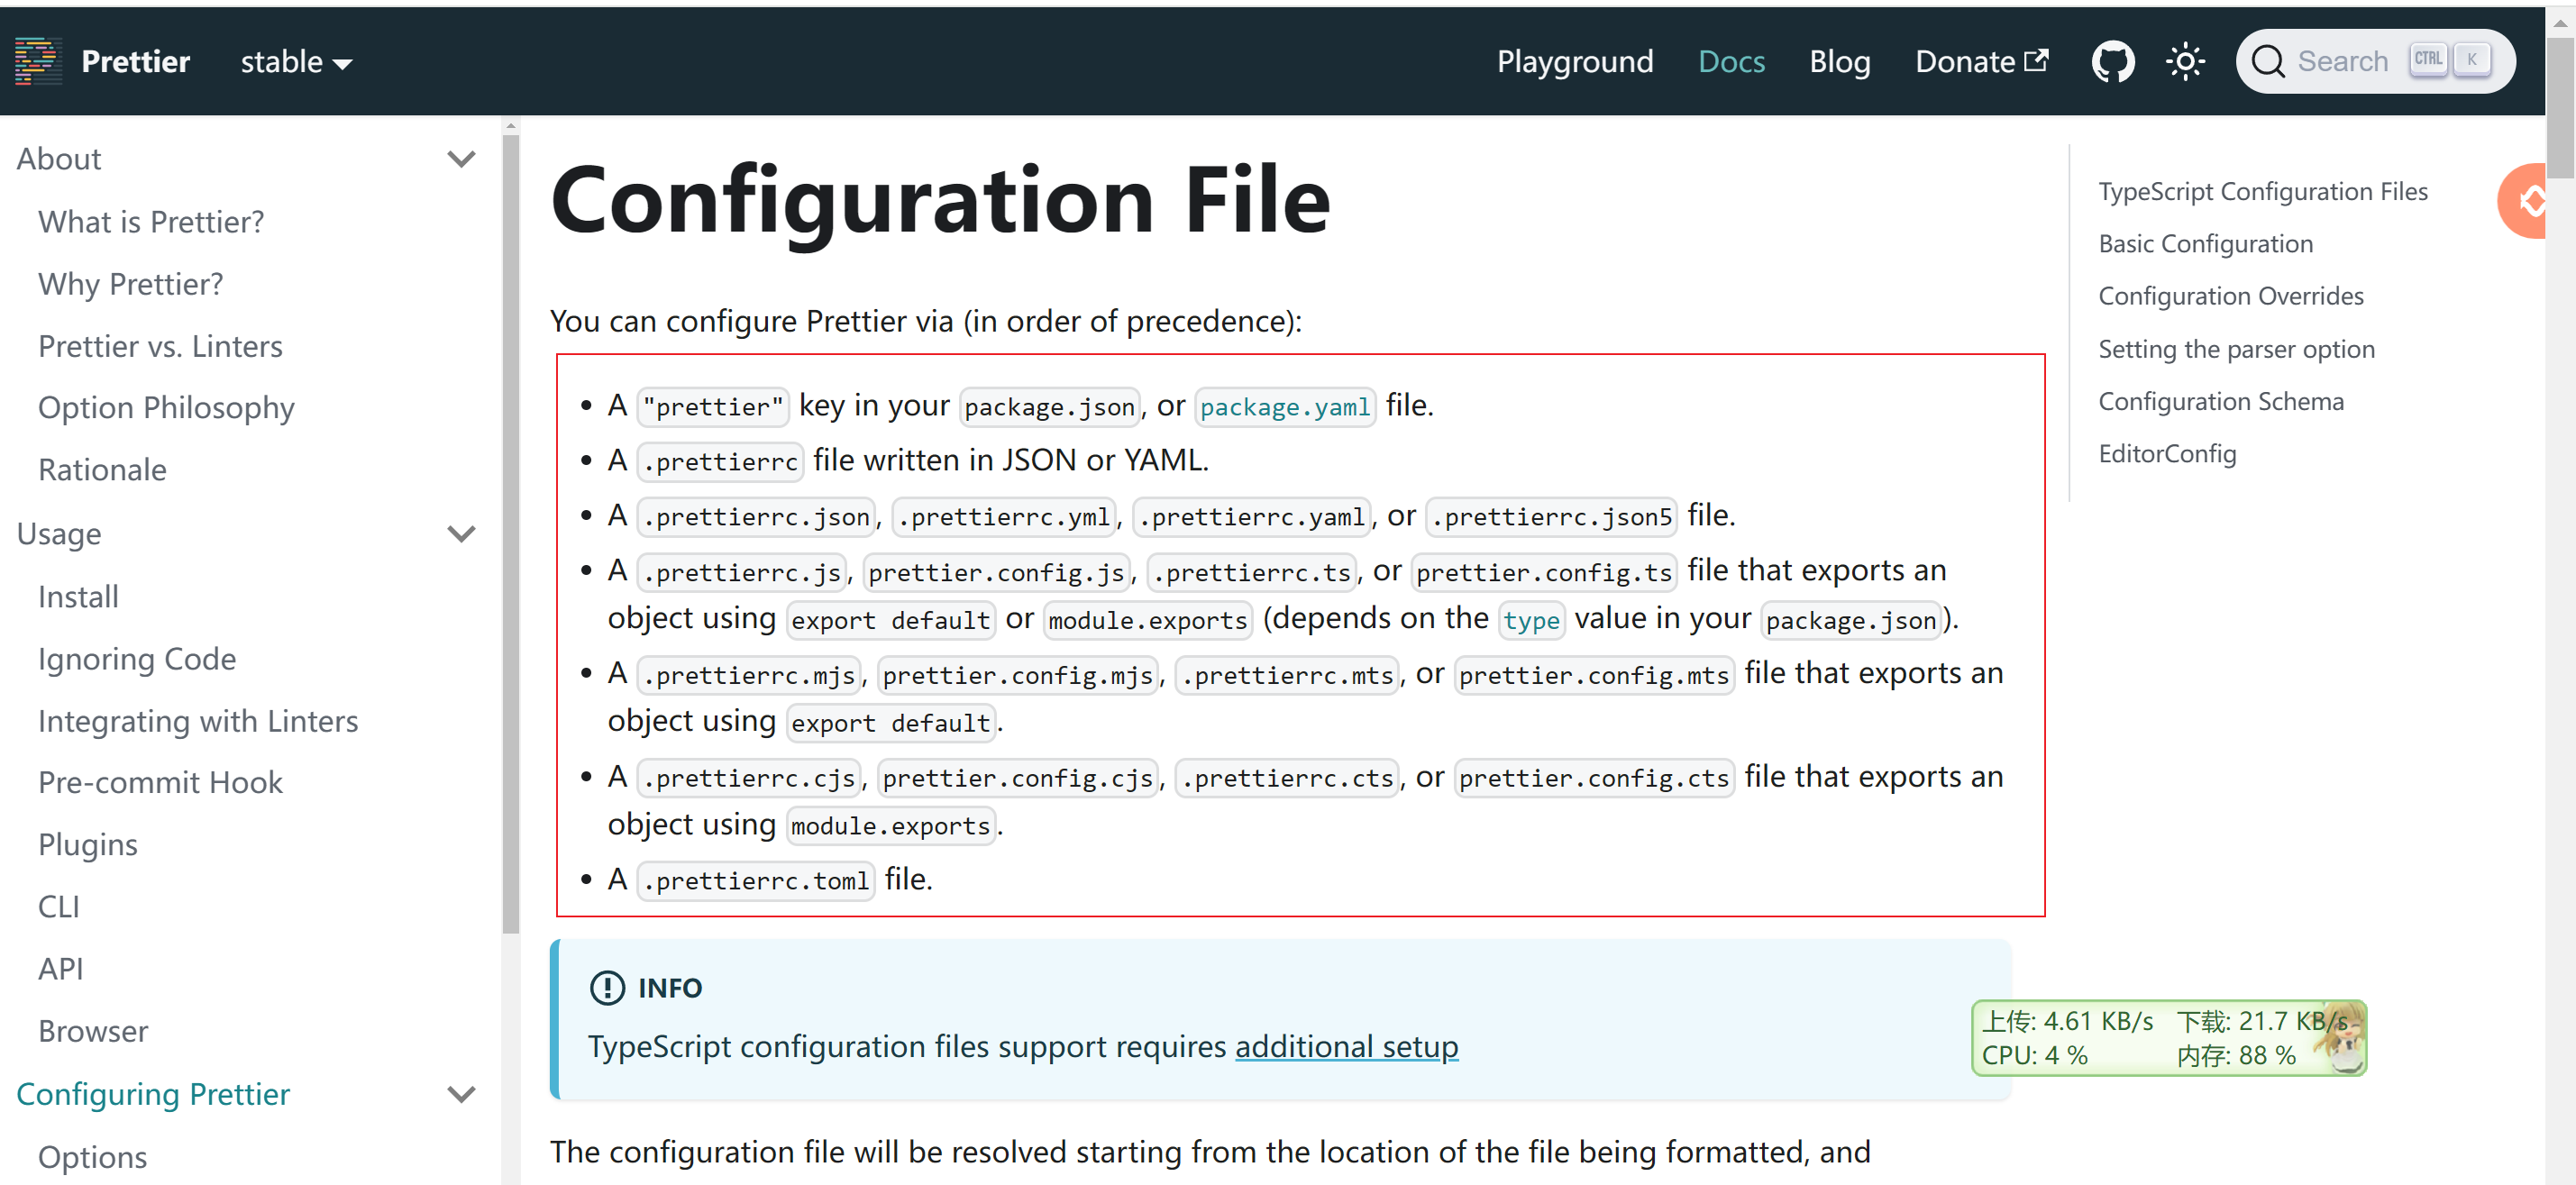 Prettier stable Playground Docs Blog Donate Search CTRL K
About
What is Prettier?
Why Prettier?
Prettier vs. Linters
Option Philosophy
Rationale
Usage
Install
Ignoring Code
Integrating with Linters
Pre-commit Hook
Plugins
CLI
API
Browser
Configuring Prettier
Options
Configuration File
You can configure Prettier via (in order of precedence):
• A "prettier" key in your package.json, or package.yaml file.
• A .prettierrc file written in JSON or YAML.
• A .prettierrc.json, .prettierrc.yml, .prettierrc.yaml, or .prettierrc.json5 file.
• A .prettierrc.js, prettier.config.js, .prettierrc.ts, or prettier.config.ts file that exports an
object using export default or module.exports (depends on the type value in your package.json).
• A .prettierrc.mjs, prettier.config.mjs, .prettierrc.mts, or prettier.config.mts file that exports an
object using export default.
• A .prettierrc.cjs, prettier.config.cjs, .prettierrc.cts, or prettier.config.cts file that exports an
object using module.exports.
• A .prettierrc.toml file.
INFO
TypeScript configuration files support requires additional setup
The configuration file will be resolved starting from the location of the file being formatted, and
TypeScript Configuration Files
Basic Configuration
Configuration Overrides
Setting the parser option
Configuration Schema
EditorConfig
上传: 4.61 KB/s 下载: 21.7 KB/s
CPU: 4 % 内存: 88 %